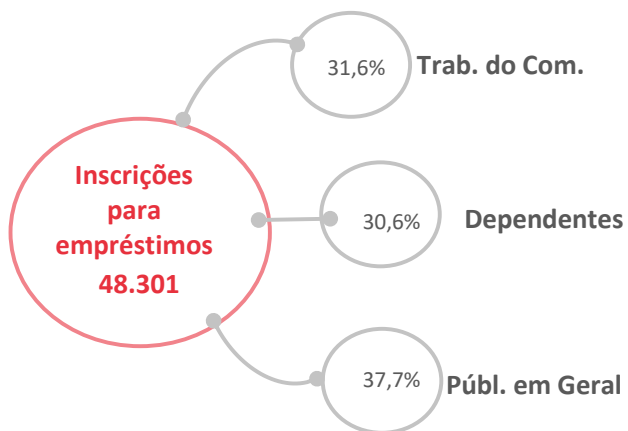 Inscrições
para
empréstimos
48.301
31,6%
Trab. do Com.
30,6%
Dependentes
37,7%
Públ. em Geral